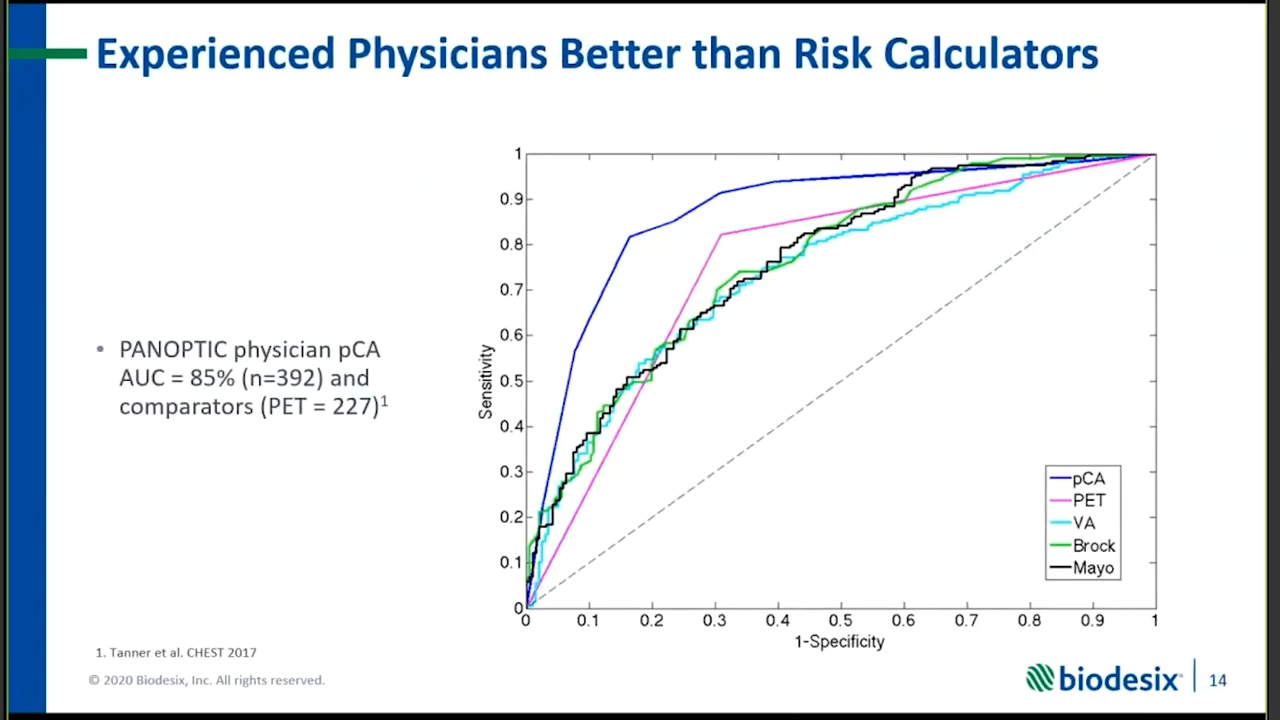 Experienced Physicians Better than Risk Calculators
• PANOPTIC physician pCA
AUC = 85% (n=392) and
comparators (PET = 227)¹
Sensitivity
1
0.9
0.8
0.7
0.6
0.5
0.4
0.3
0.2
0.1
0
0 0.1 0.2 0.3 0.4 0.5 0.6 0.7 0.8 0.9 1
1-Specificity
pCA
PET
VA
Brock
Mayo
1. Tanner et al. CHEST 2017
© 2020 Biodesix, Inc. All rights reserved.
biodesix
14